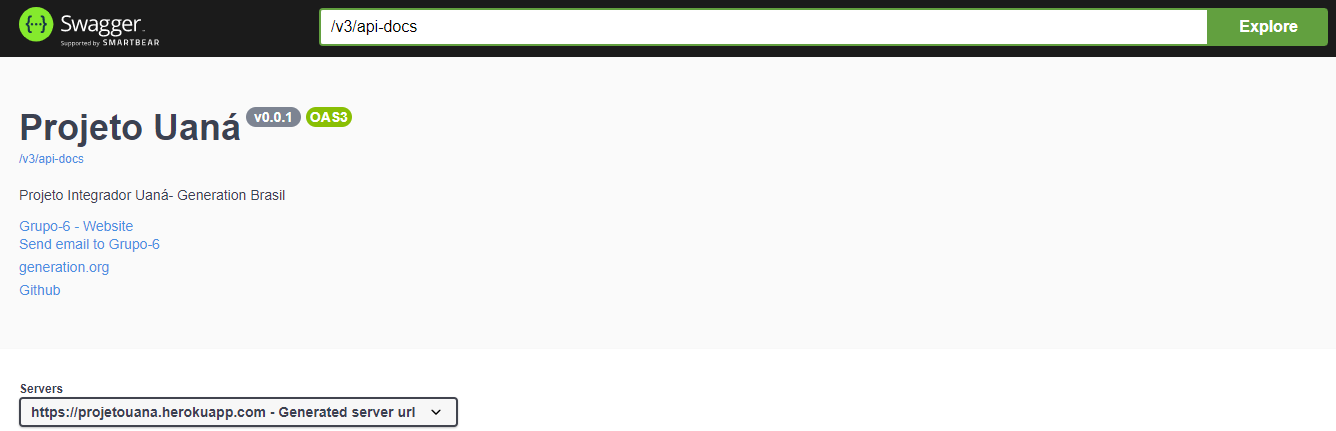 Swagger.
Supported by SMARTBEAR
/v3/api-docs
Explore
Projeto Uaná v0.0.1 OAS3
/v3/api-docs
Projeto Integrador Uaná- Generation Brasil
Grupo-6 - Website
Send email to Grupo-6
generation.org
Github
Servers
https://projetouana.herokuapp.com - Generated server url